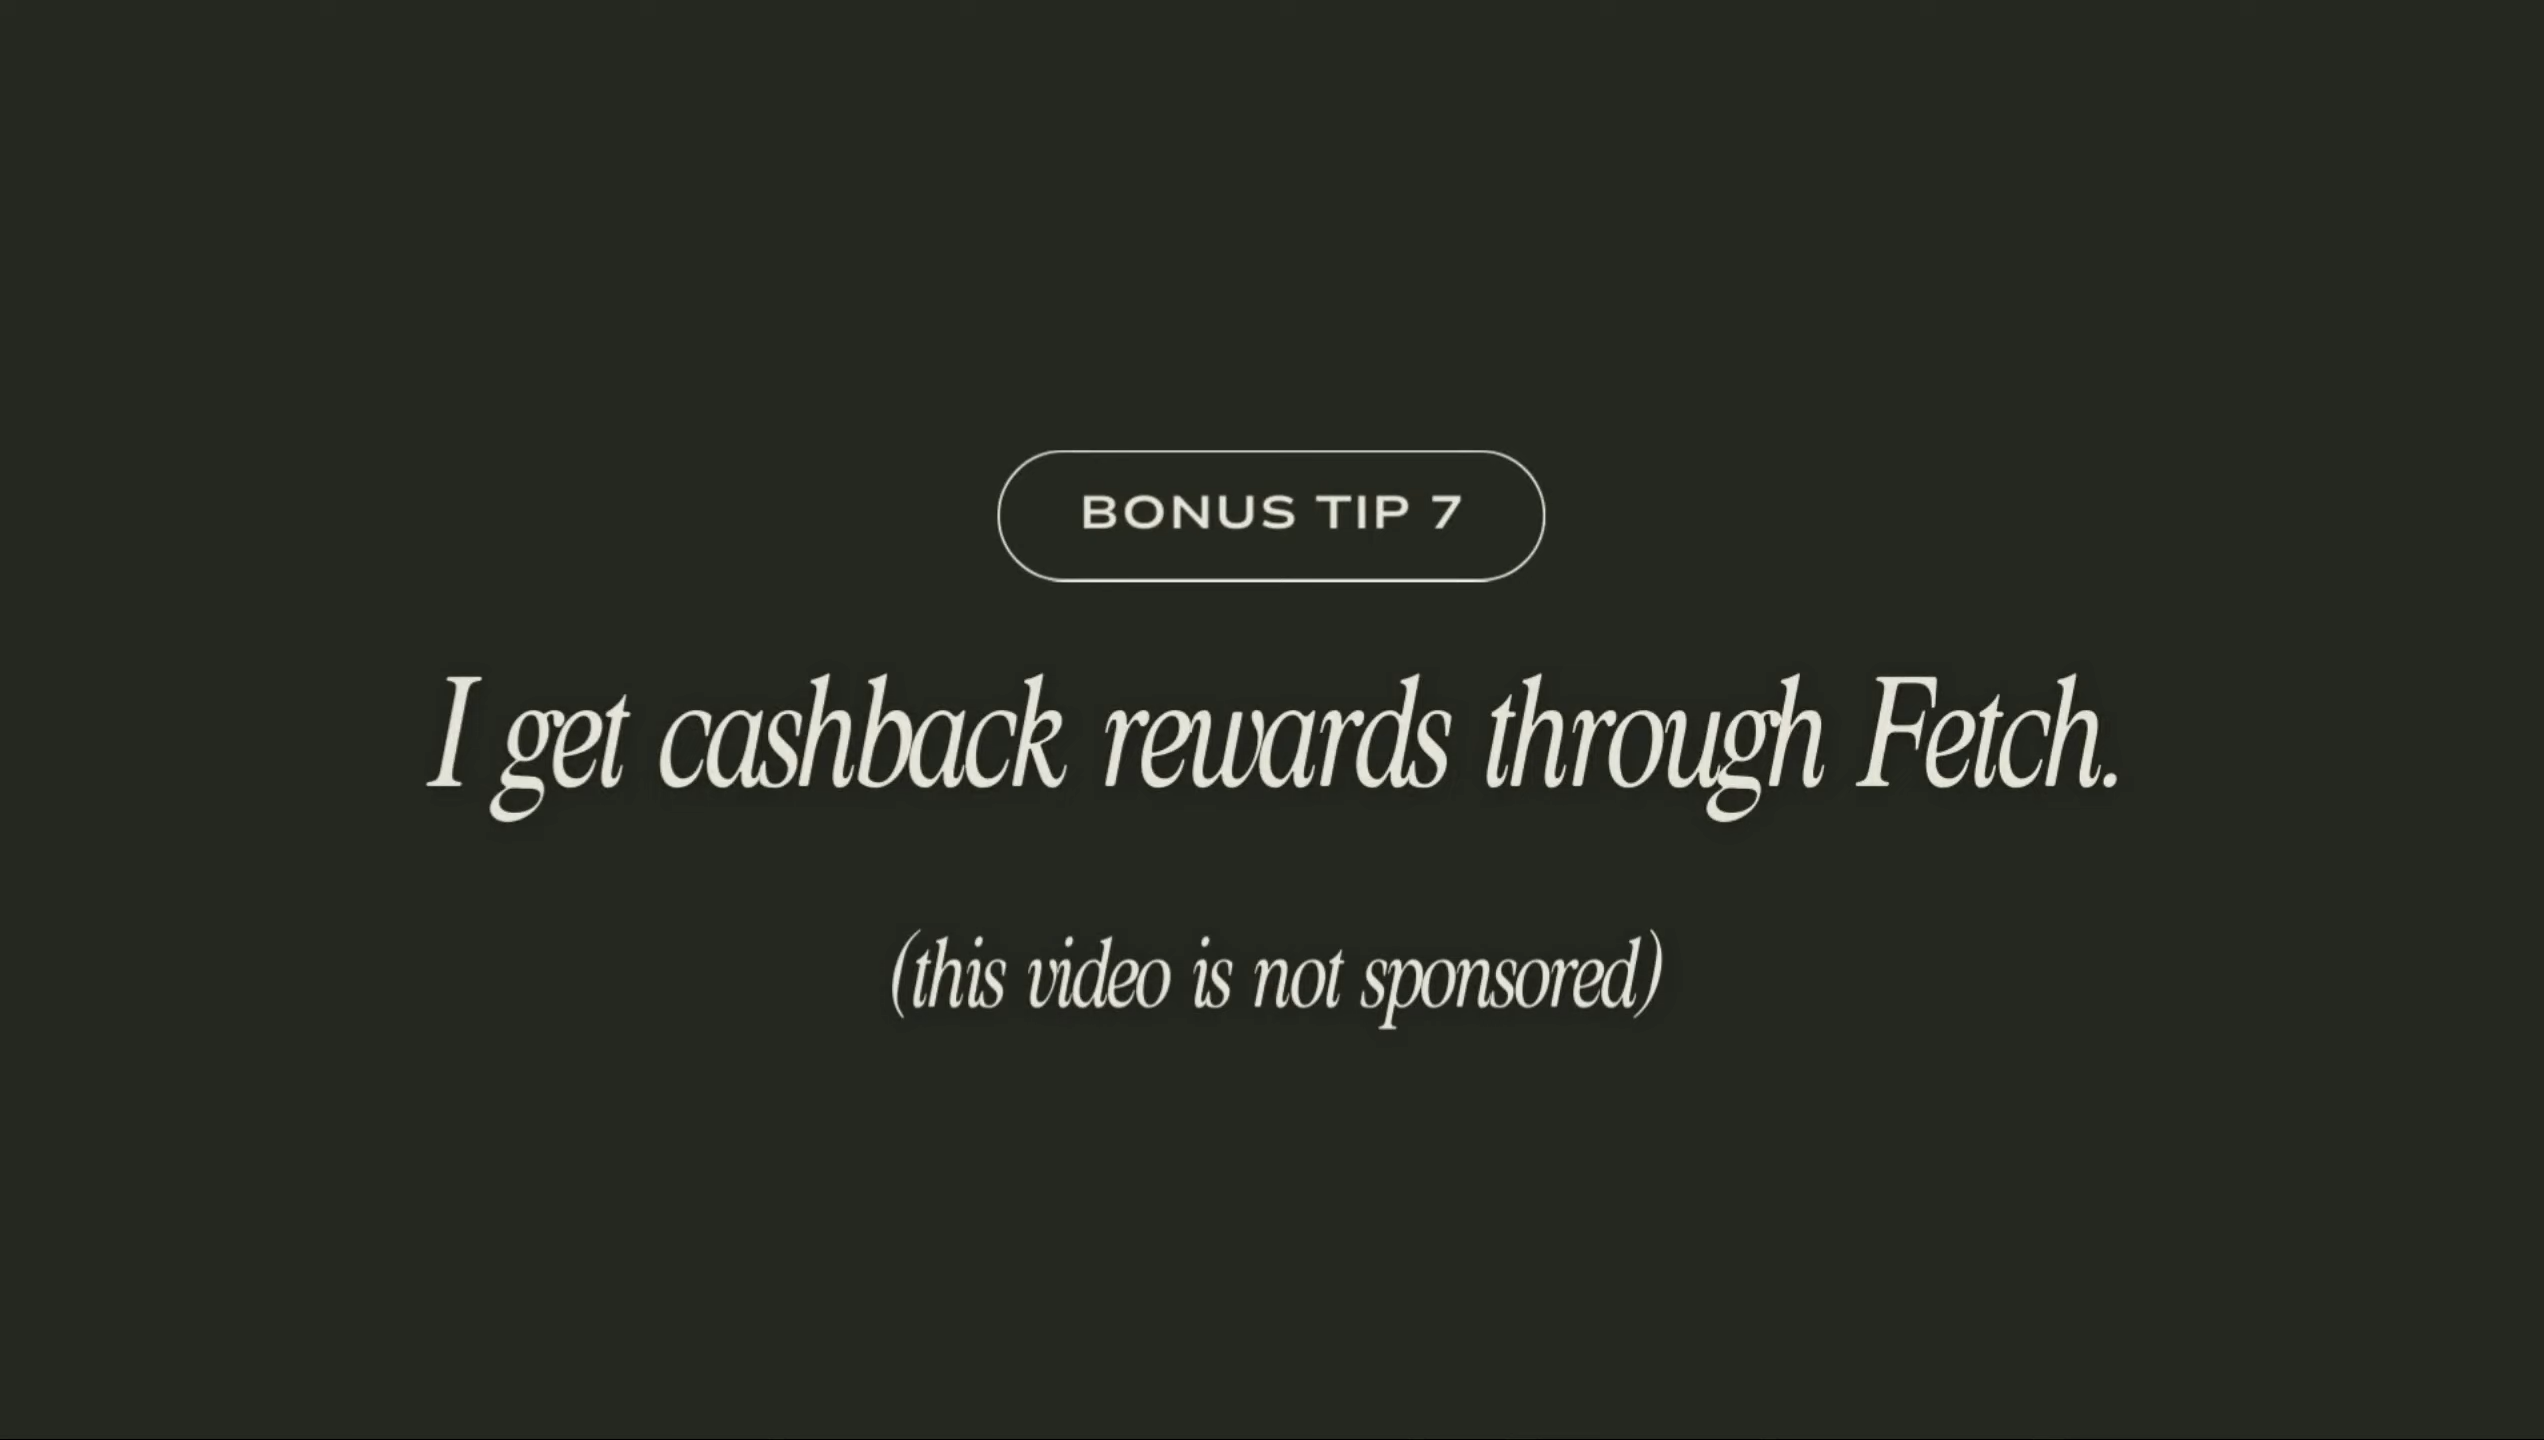 BONUS TIP 7
I get cashback rewards through Fetch.
(this video is not sponsored)